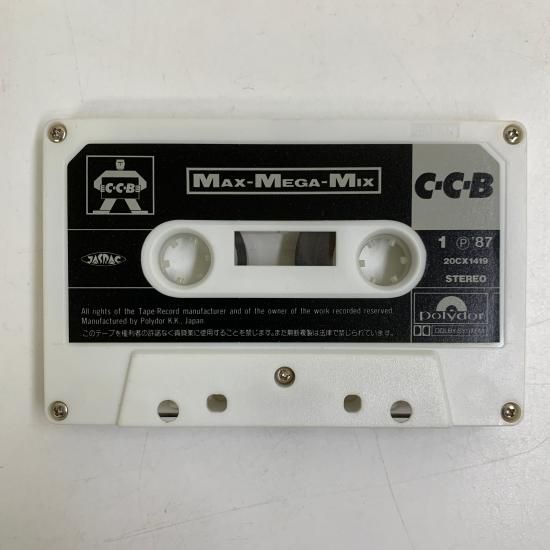 C-C-B
MAX-MEGA-MIX
C-C-B
JASRAC
1 Ⓟ'87
20CX1419
STEREO
All rights of the Tape-Record manufacturer and of the owner of the work recorded reserved.
Manufactured by Polydor K.K., Japan
このテープを権利者の許諾なく賃貸業に使用することを禁じます。また無断複製は法律で禁じられています。
polydor
DOLBY SYSTEM